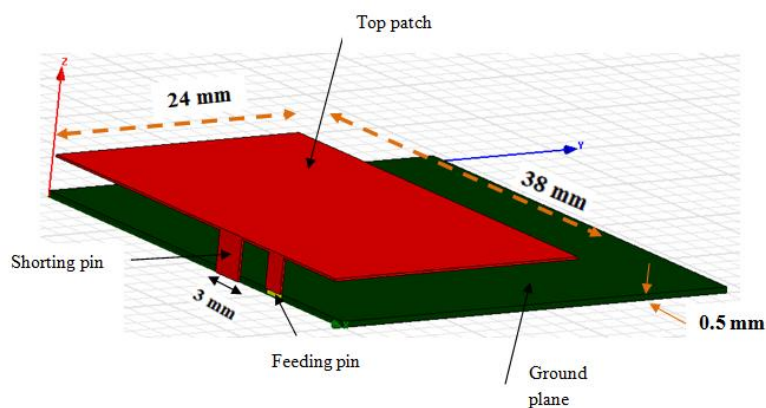 Top patch
Z
24 mm
Y
38 mm
Shorting pin
3 mm
0.5 mm
Feeding pin
Ground
plane